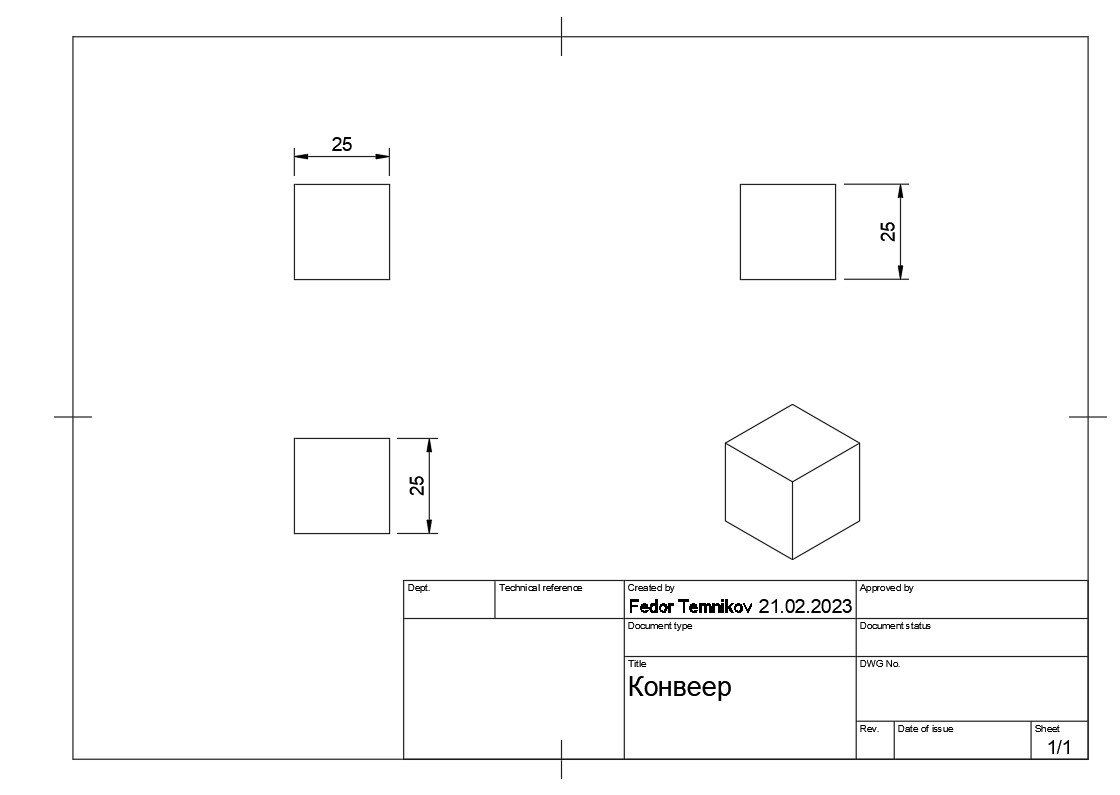 25
25
25
Dept.
Technical reference
Created by
Approved by
Fedor Temnikov 21.02.2023
Document type
Document status
Title
DWG No.
Конвеер
Rev.
Date of issue
Sheet
1/1